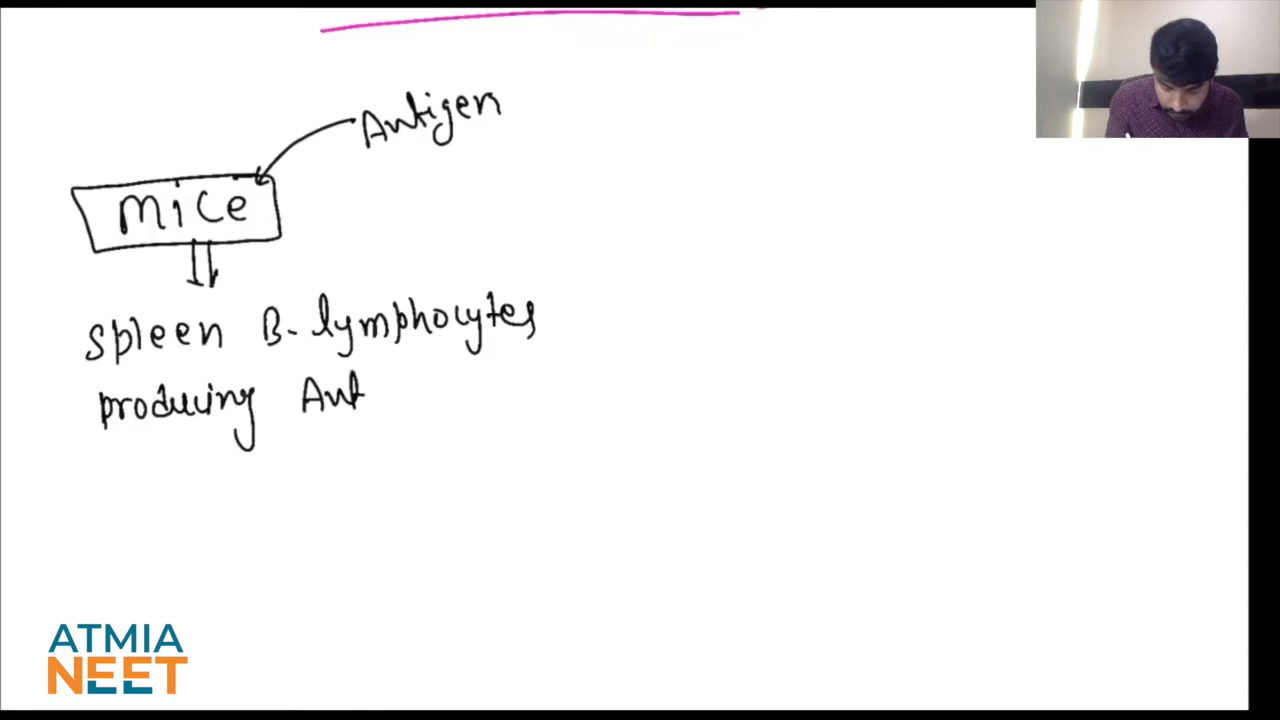 Antigen
Mice
Spleen B-lymphocytes
producing Ant
ATMIA
NEET